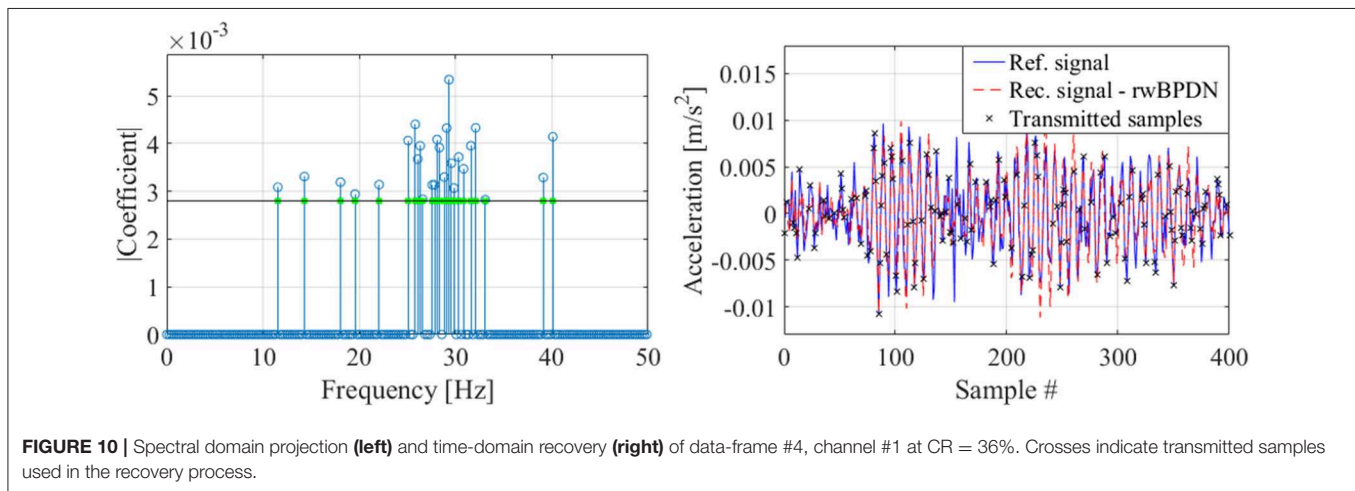 ×10⁻³
5
4
3
2
1
0
|Coefficient|
0 10 20 30 40 50
Frequency [Hz]
0.015
0.01
0.005
0
-0.005
-0.01
Acceleration [m/s²]
Ref. signal
Rec. signal - rwBPDN
Transmitted samples
0 100 200 300 400
Sample #
FIGURE 10 | Spectral domain projection (left) and time-domain recovery (right) of data-frame #4, channel #1 at CR = 36%. Crosses indicate transmitted samples
used in the recovery process.